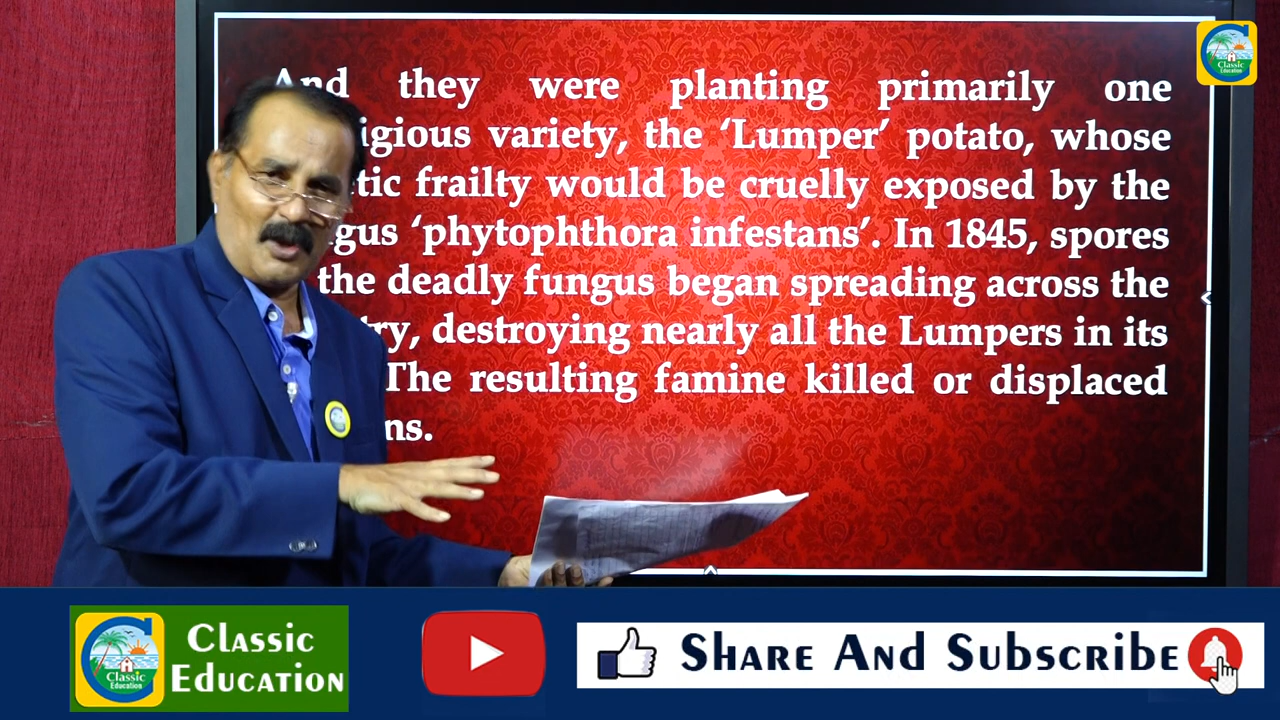 And they were planting primarily one
igious variety, the ‘Lumper’ potato, whose
tic frailty would be cruelly exposed by the
gus ‘phytophthora infestans’. In 1845, spores
the deadly fungus began spreading across the
try, destroying nearly all the Lumpers in its
The resulting famine killed or displaced
ns.
Classic
Education
Classic
Education
Classic
Education
Share And Subscribe